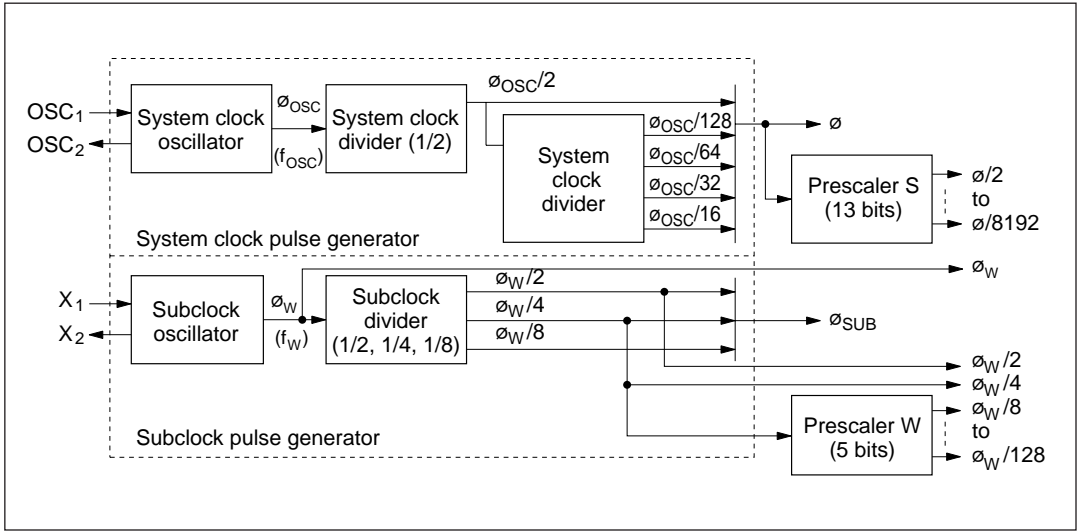 OSC1
OSC2
System clock
oscillator
øOSC
(fOSC)
System clock
divider (1/2)
øOSC/2
System
clock
divider
øOSC/128
øOSC/64
øOSC/32
øOSC/16
ø
Prescaler S
(13 bits)
ø/2
to
ø/8192
System clock pulse generator
X1
X2
Subclock
oscillator
øW
(fW)
Subclock
divider
(1/2, 1/4, 1/8)
øW/2
øW/4
øW/8
øW
øSUB
øW/2
øW/4
Prescaler W
(5 bits)
øW/8
to
øW/128
Subclock pulse generator